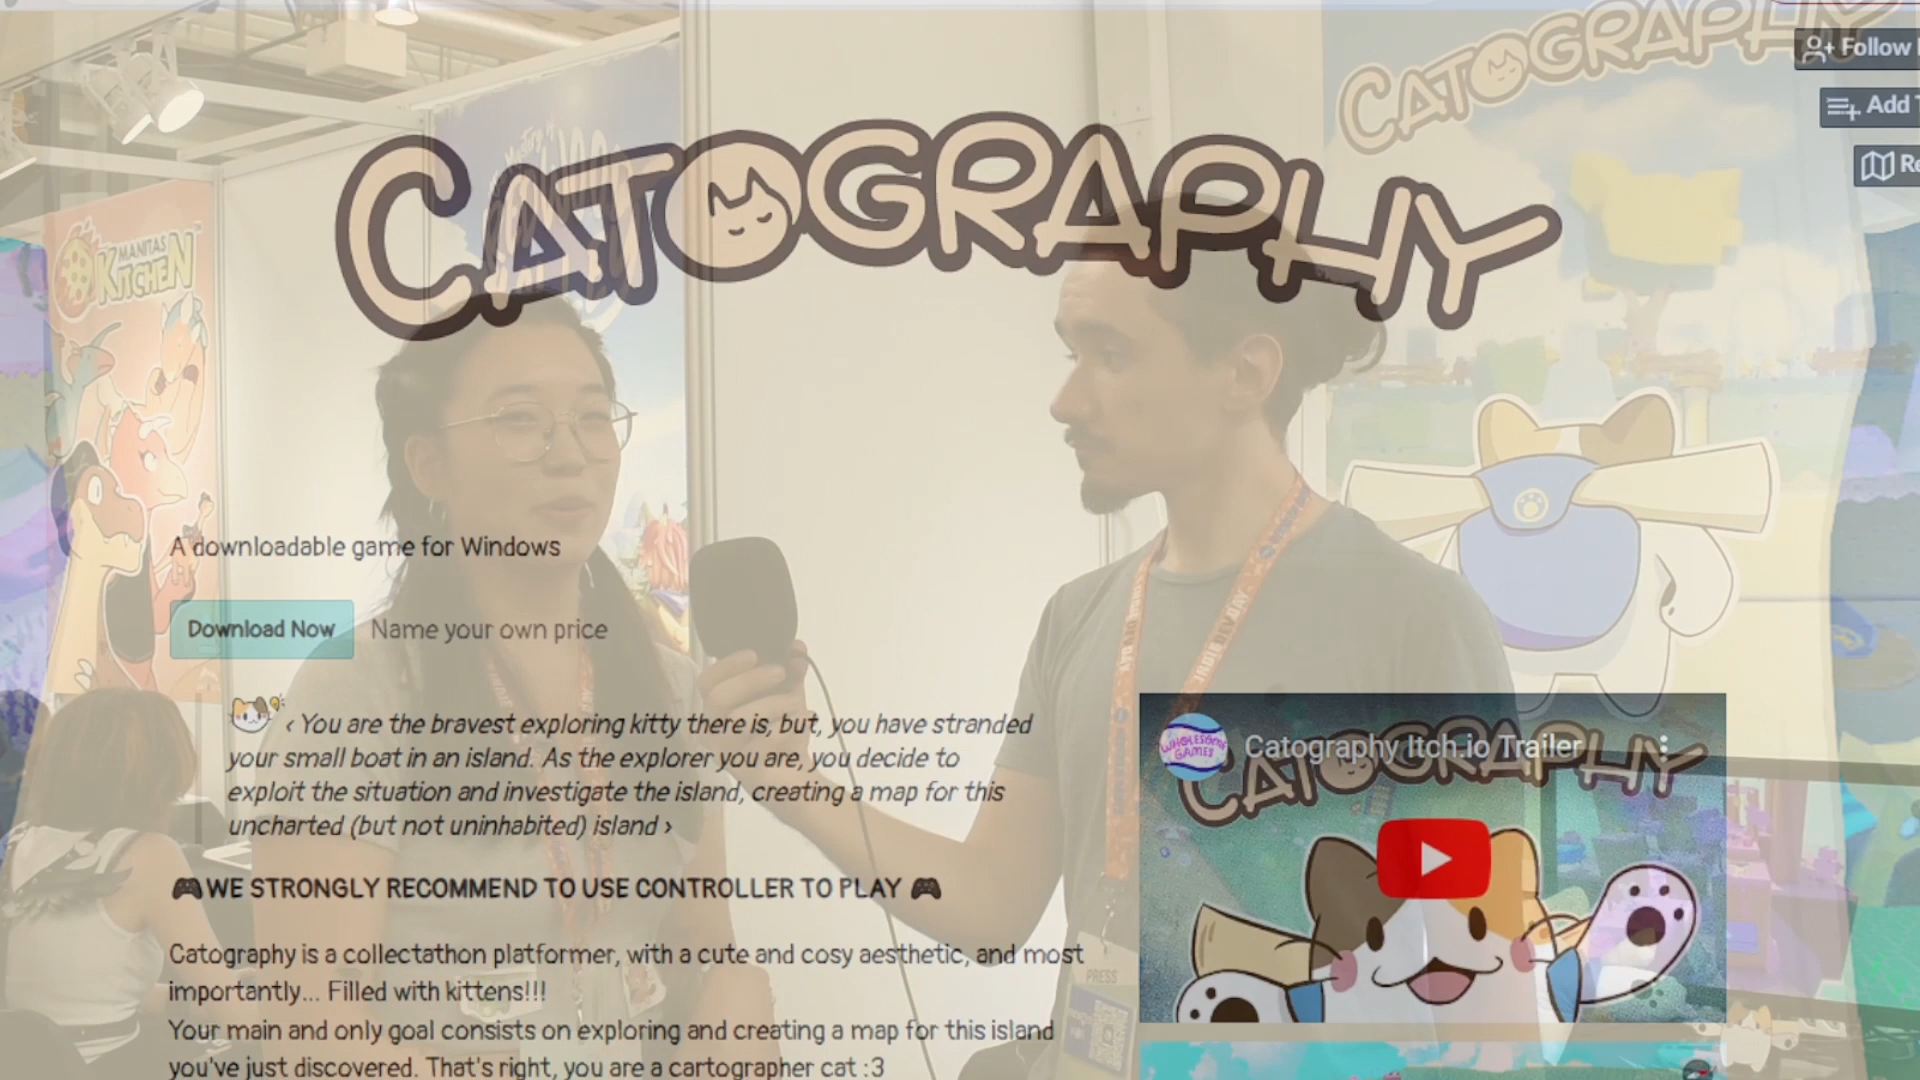 CATOGRAPHY
CATOGRAPHY
Follow
Add
MANITAS
KITCHEN
A downloadable game for Windows
Download Now
Name your own price
‹ You are the bravest exploring kitty there is, but, you have stranded
your small boat in an island. As the explorer you are, you decide to
exploit the situation and investigate the island, creating a map for this
uncharted (but not uninhabited) island ›
🎮WE STRONGLY RECOMMEND TO USE CONTROLLER TO PLAY 🎮
Catography is a collectathon platformer, with a cute and cosy aesthetic, and most
importantly... Filled with kittens!!!
Your main and only goal consists on exploring and creating a map for this island
you've just discovered. That's right, you are a cartographer cat :3
INDIE DEV DAY
PRESS
WHOLESOME
GAMES
Catography Itch.io Trailer
CATOGRAPHY